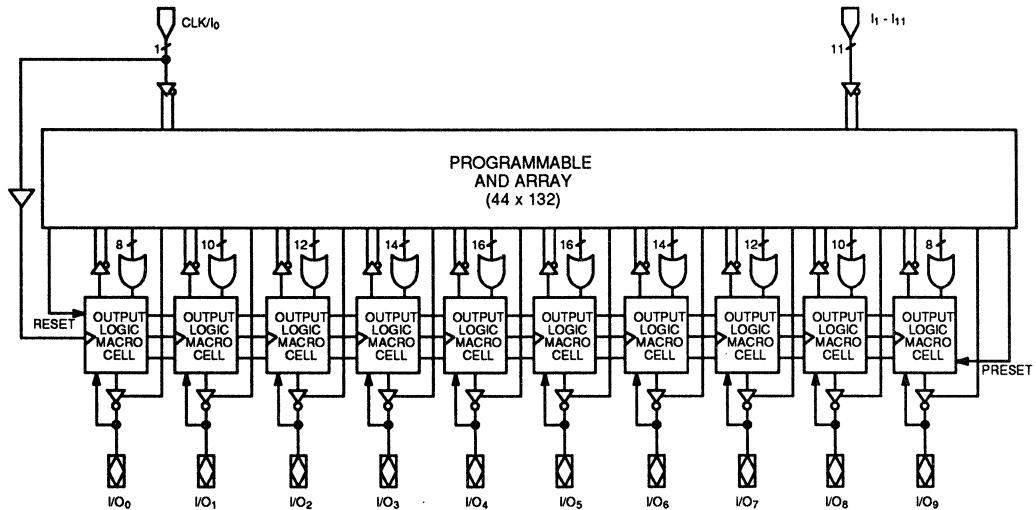 CLK/I0
I1 - I11
1
11
PROGRAMMABLE
AND ARRAY
(44 x 132)
8 10 12 14 16 16 14 12 10 8
RESET
OUTPUT LOGIC MACRO CELL
OUTPUT LOGIC MACRO CELL
OUTPUT LOGIC MACRO CELL
OUTPUT LOGIC MACRO CELL
OUTPUT LOGIC MACRO CELL
OUTPUT LOGIC MACRO CELL
OUTPUT LOGIC MACRO CELL
OUTPUT LOGIC MACRO CELL
OUTPUT LOGIC MACRO CELL
OUTPUT LOGIC MACRO CELL
PRESET
I/O0 I/O1 I/O2 I/O3 I/O4 I/O5 I/O6 I/O7 I/O8 I/O9